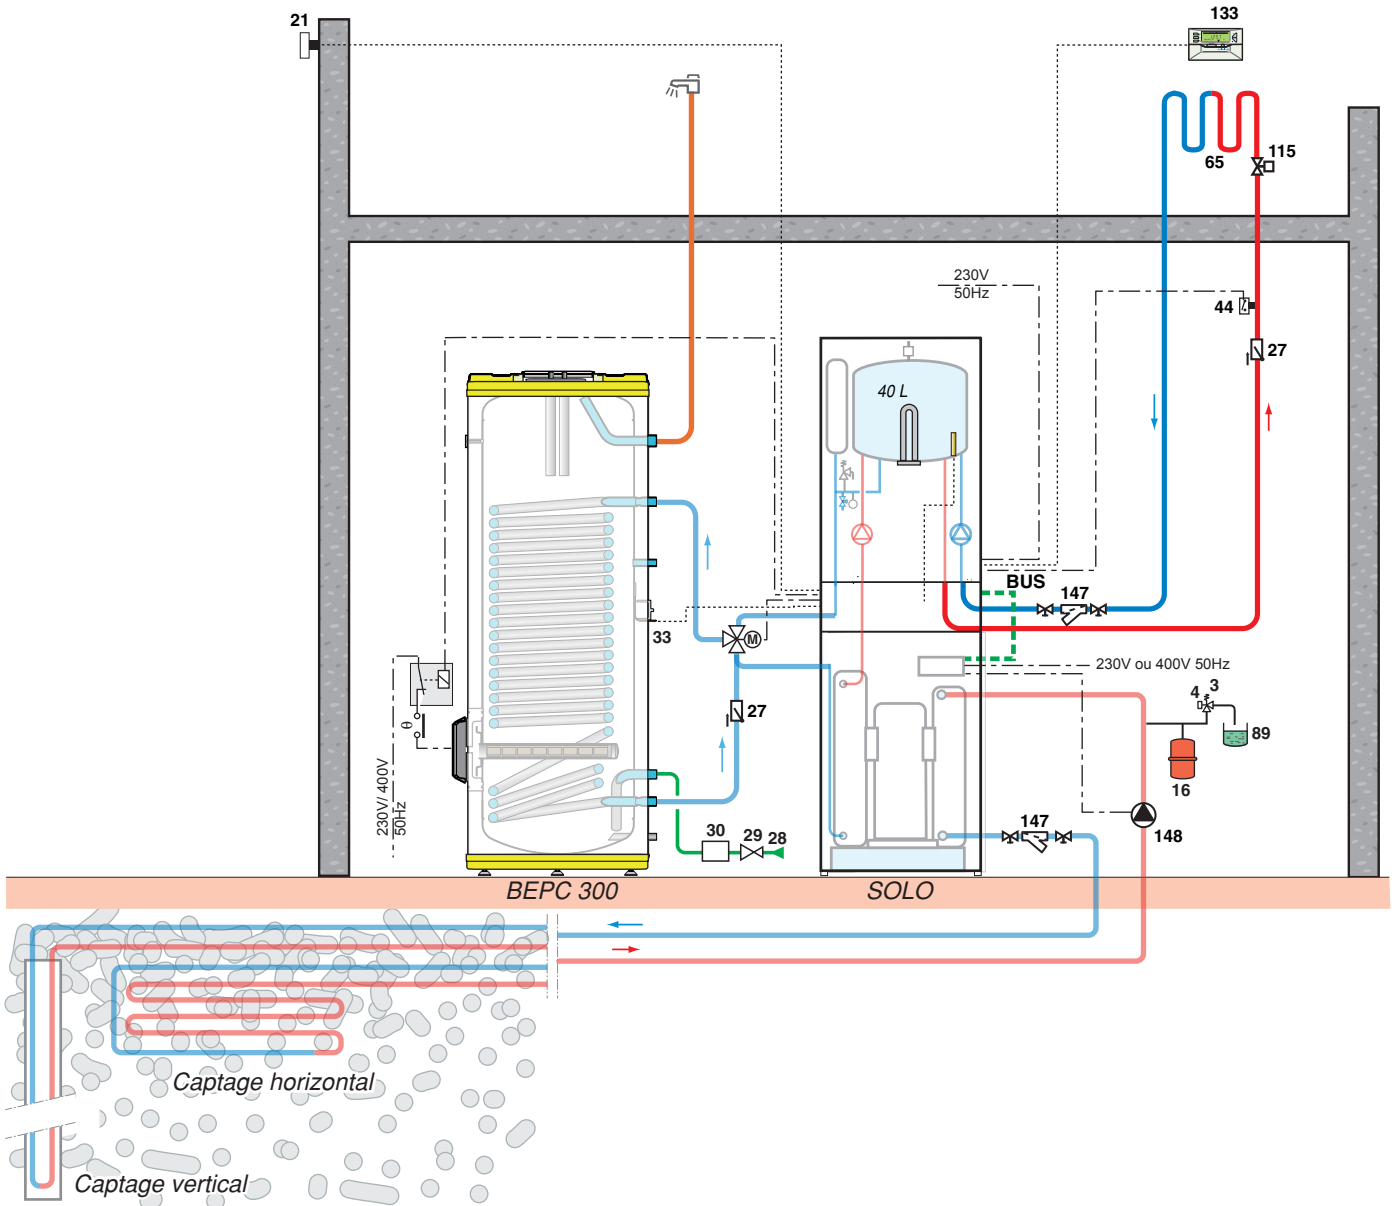 21
133
65
115
230V
50Hz
44
27
40 L
BUS
147
33
M
230V ou 400V 50Hz
4
3
θ
27
89
16
230V/ 400V
50Hz
30
29
28
147
148
BEPC 300
SOLO
Captage horizontal
Captage vertical